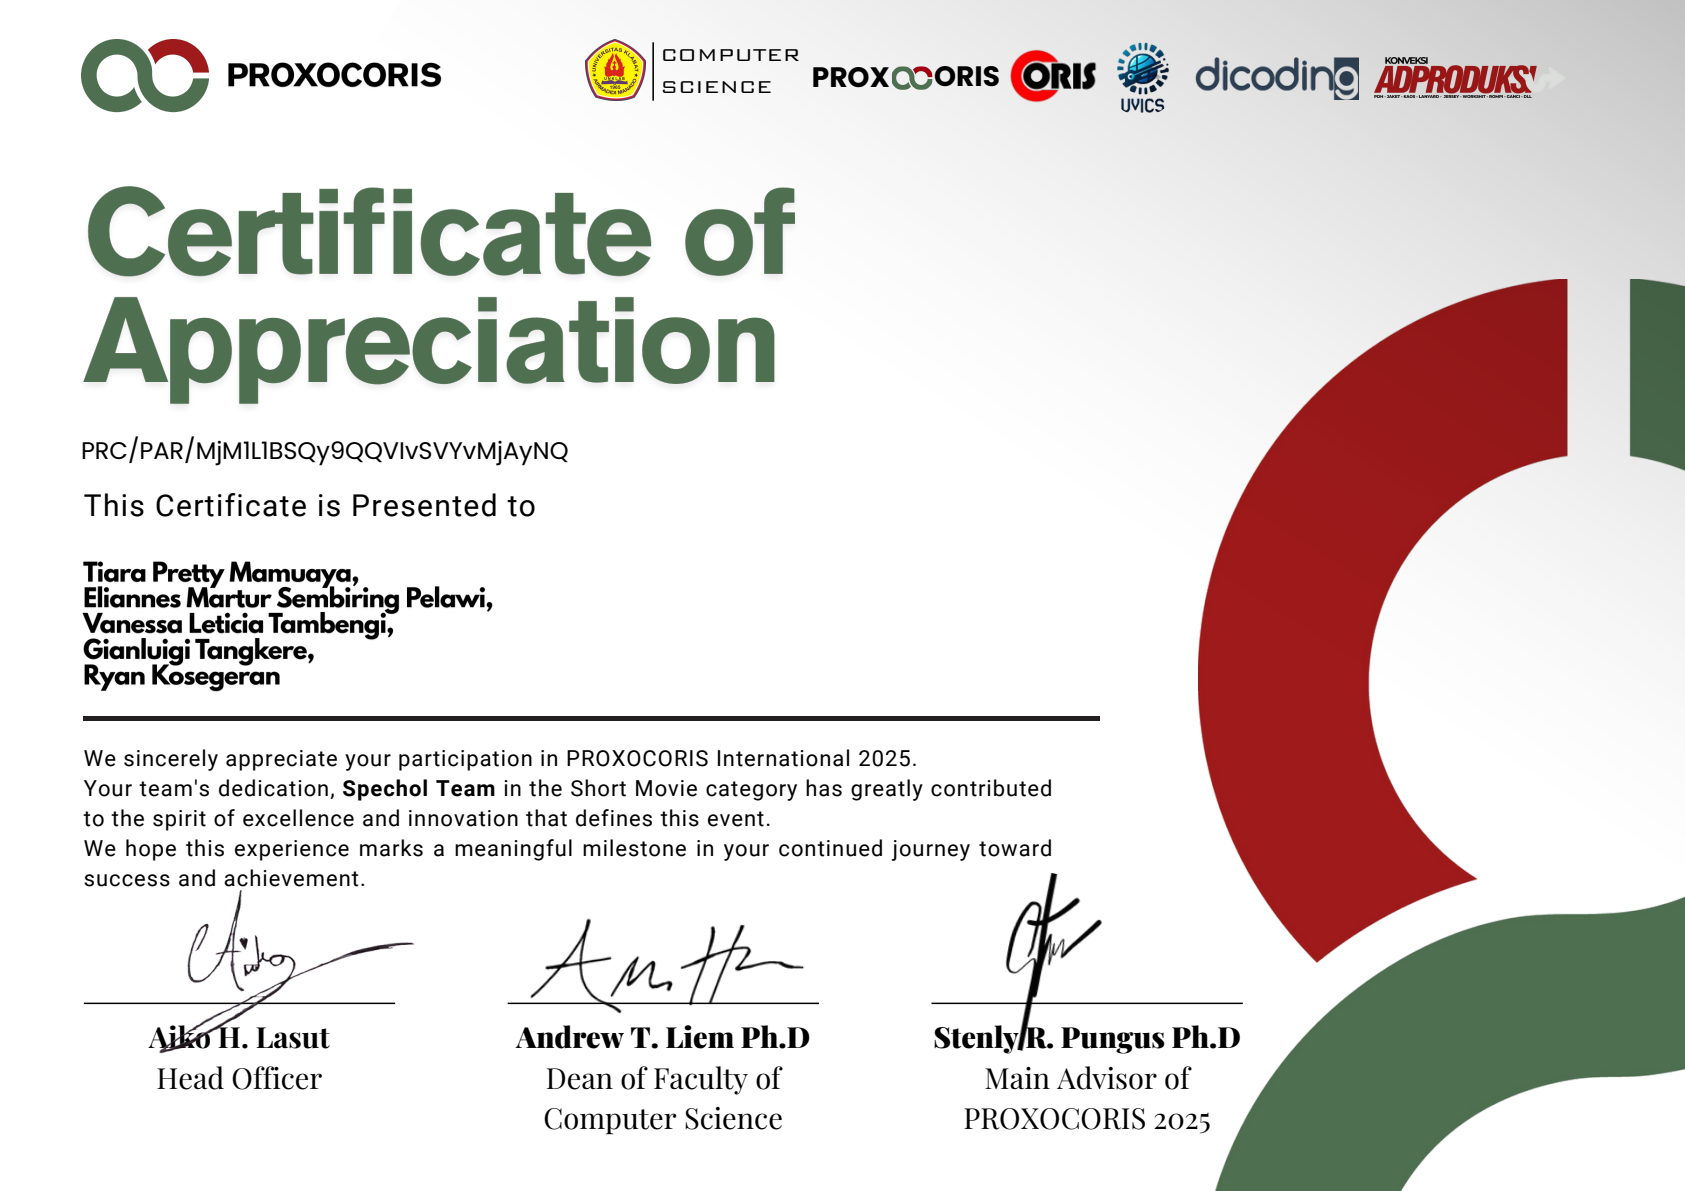 PROXOCORIS
COMPUTER
SCIENCE
PROXOCORIS
ORIS
UVICS
dicoding
KONVEKSI
ADPRODUKSI
Certificate of
Appreciation
PRC/PAR/MjM1L1BSQy9QQVIvSVYvMjAyNQ
This Certificate is Presented to
Tiara Pretty Mamuaya,
Eliannes Martur Sembiring Pelawi,
Vanessa Leticia Tambengi,
Gianluigi Tangkere,
Ryan Kosegeran
We sincerely appreciate your participation in PROXOCORIS International 2025.
Your team's dedication, Spechol Team in the Short Movie category has greatly contributed
to the spirit of excellence and innovation that defines this event.
We hope this experience marks a meaningful milestone in your continued journey toward
success and achievement.
Aiko H. Lasut
Head Officer
Andrew T. Liem Ph.D
Dean of Faculty of
Computer Science
Stenly R. Pungus Ph.D
Main Advisor of
PROXOCORIS 2025